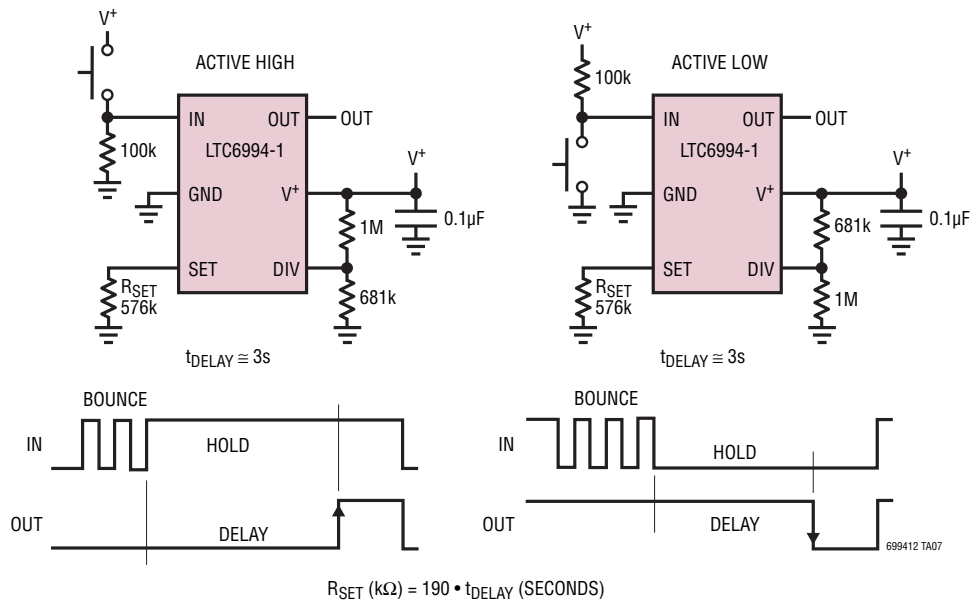 V+
ACTIVE HIGH
IN
OUT
OUT
LTC6994-1
100k
V+
GND
V+
1M
0.1µF
SET
DIV
RSET
576k
681k
tDELAY ≅ 3s
V+
100k
ACTIVE LOW
IN
OUT
OUT
LTC6994-1
V+
GND
V+
681k
0.1µF
SET
DIV
RSET
576k
1M
tDELAY ≅ 3s
BOUNCE
IN
HOLD
OUT
DELAY
BOUNCE
IN
HOLD
OUT
DELAY
699412 TA07
RSET (kΩ) = 190 • tDELAY (SECONDS)